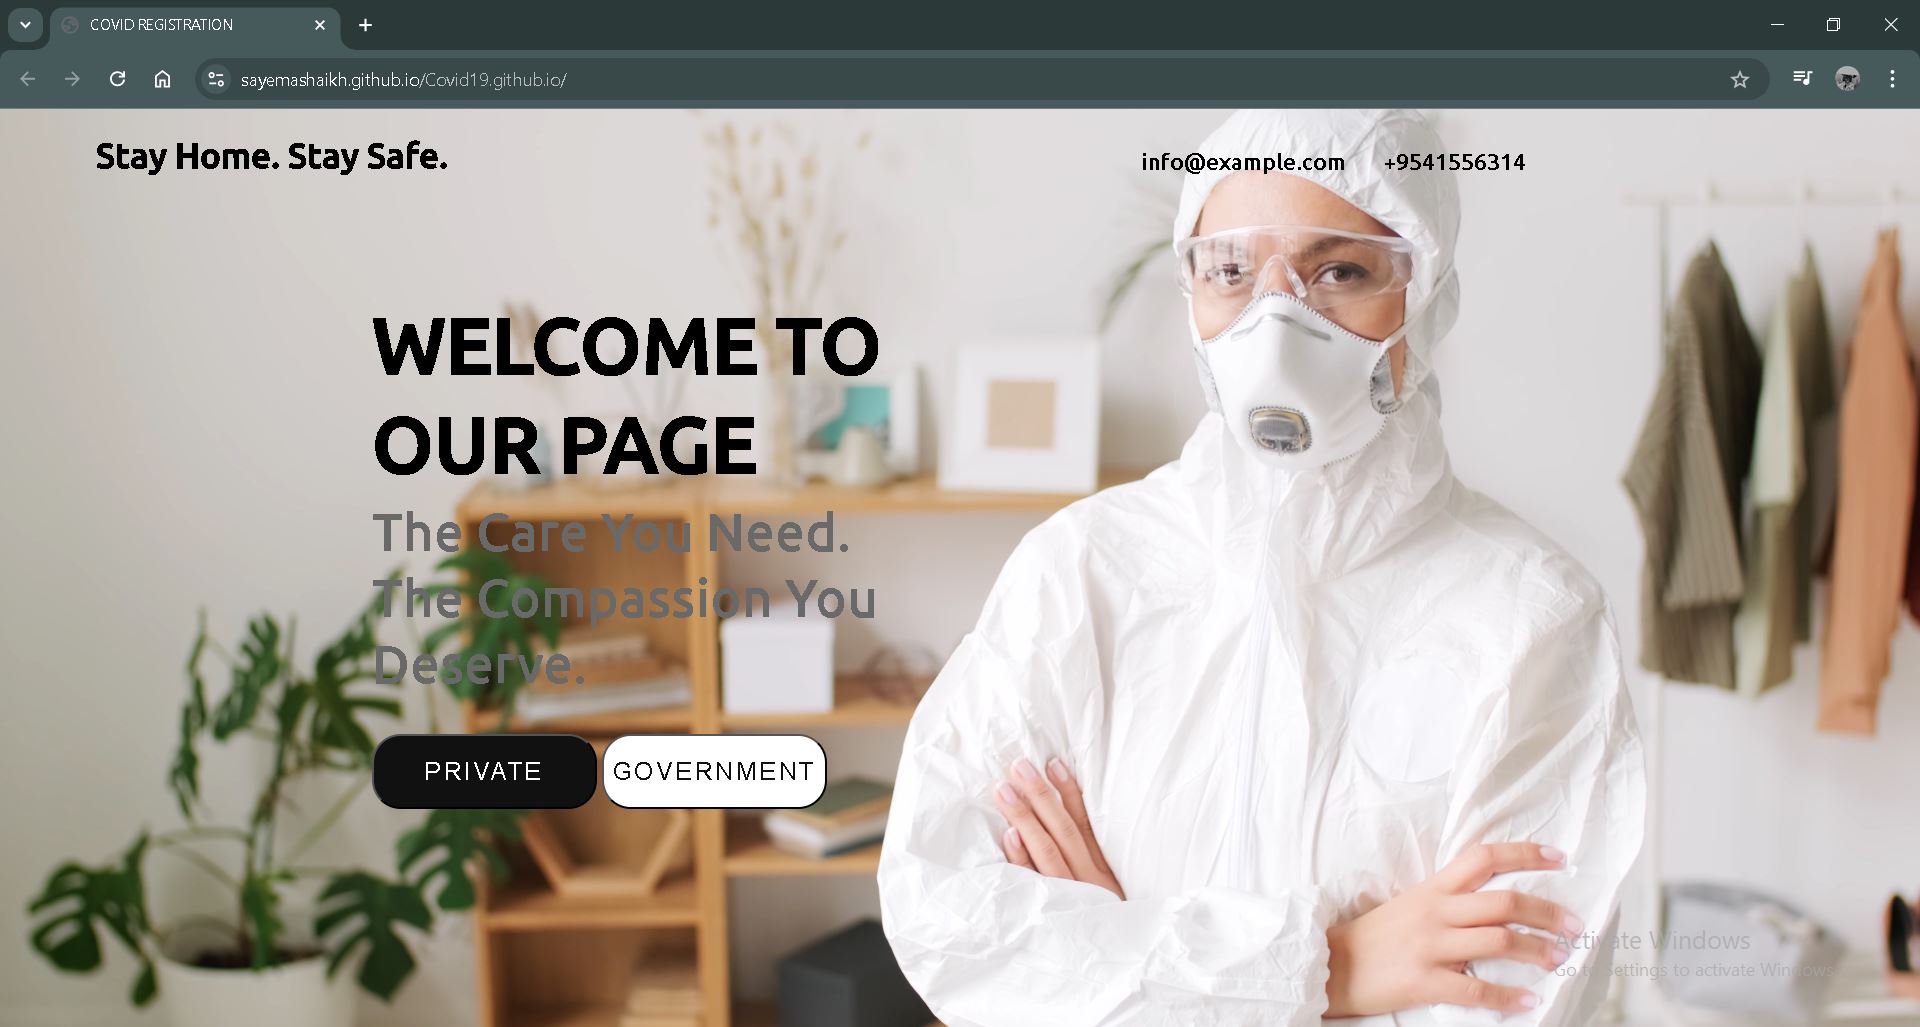 COVID REGISTRATION
sayemashaikh.github.io/Covid19.github.io/
Stay Home. Stay Safe.
info@example.com +9541556314
WELCOME TO
OUR PAGE
The Care You Need.
The Compassion You
Deserve.
PRIVATE GOVERNMENT
Activate Windows
Go to Settings to activate Windows.